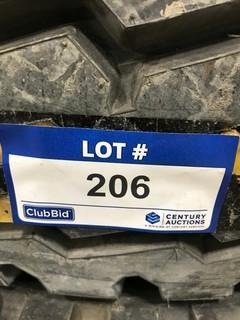 LOT #
206
ClubBid
CENTURY
AUCTIONS